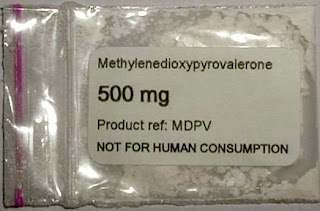 Methylenedioxypyrovalerone
500 mg
Product ref: MDPV
NOT FOR HUMAN CONSUMPTION